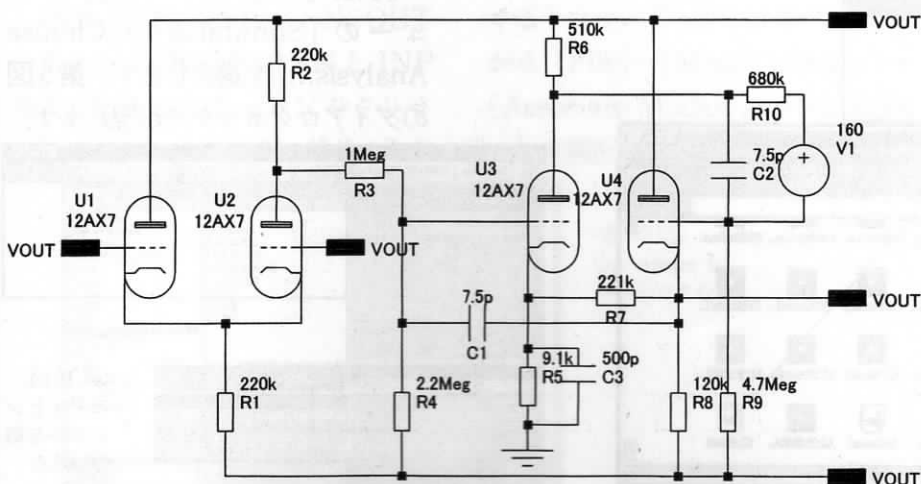 VOUT
220k
R2
510k
R6
680k
R10
160
V1
7.5p
C2
1Meg
R3
U1
12AX7
U2
12AX7
U3
12AX7
U4
12AX7
VOUT
VOUT
221k
R7
VOUT
7.5p
C1
220k
R1
2.2Meg
R4
9.1k
R5
500p
C3
120k
R8
4.7Meg
R9
VOUT